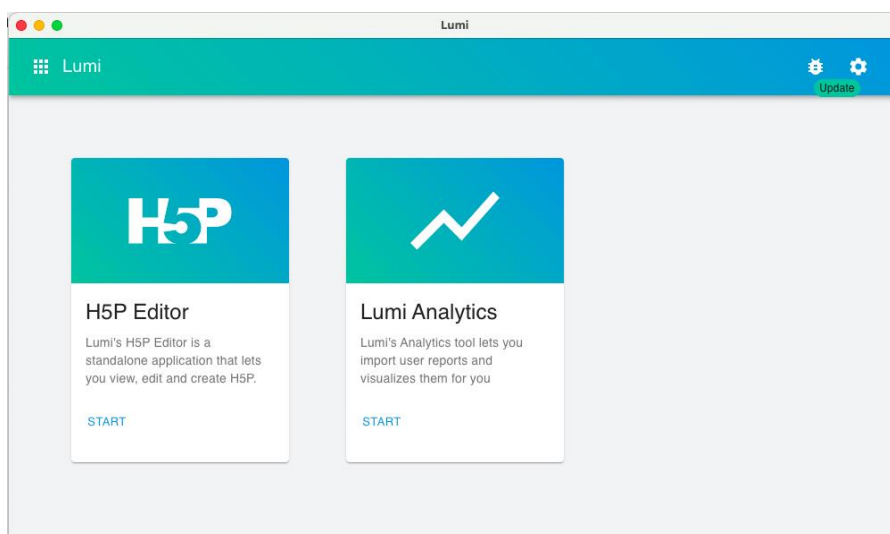 Lumi
Lumi
Update
H5P
H5P Editor
Lumi's H5P Editor is a
standalone application that lets
you view, edit and create H5P.
START
Lumi Analytics
Lumi's Analytics tool lets you
import user reports and
visualizes them for you
START